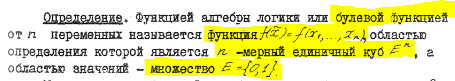 Определение. Функцией алгебры логики или булевой функцией
от n переменных называется функция f(x̃)=f(x₁,...,xₙ), областью
определения которой является n -мерный единичный куб Eⁿ, а
областью значений – множество E={0,1}.